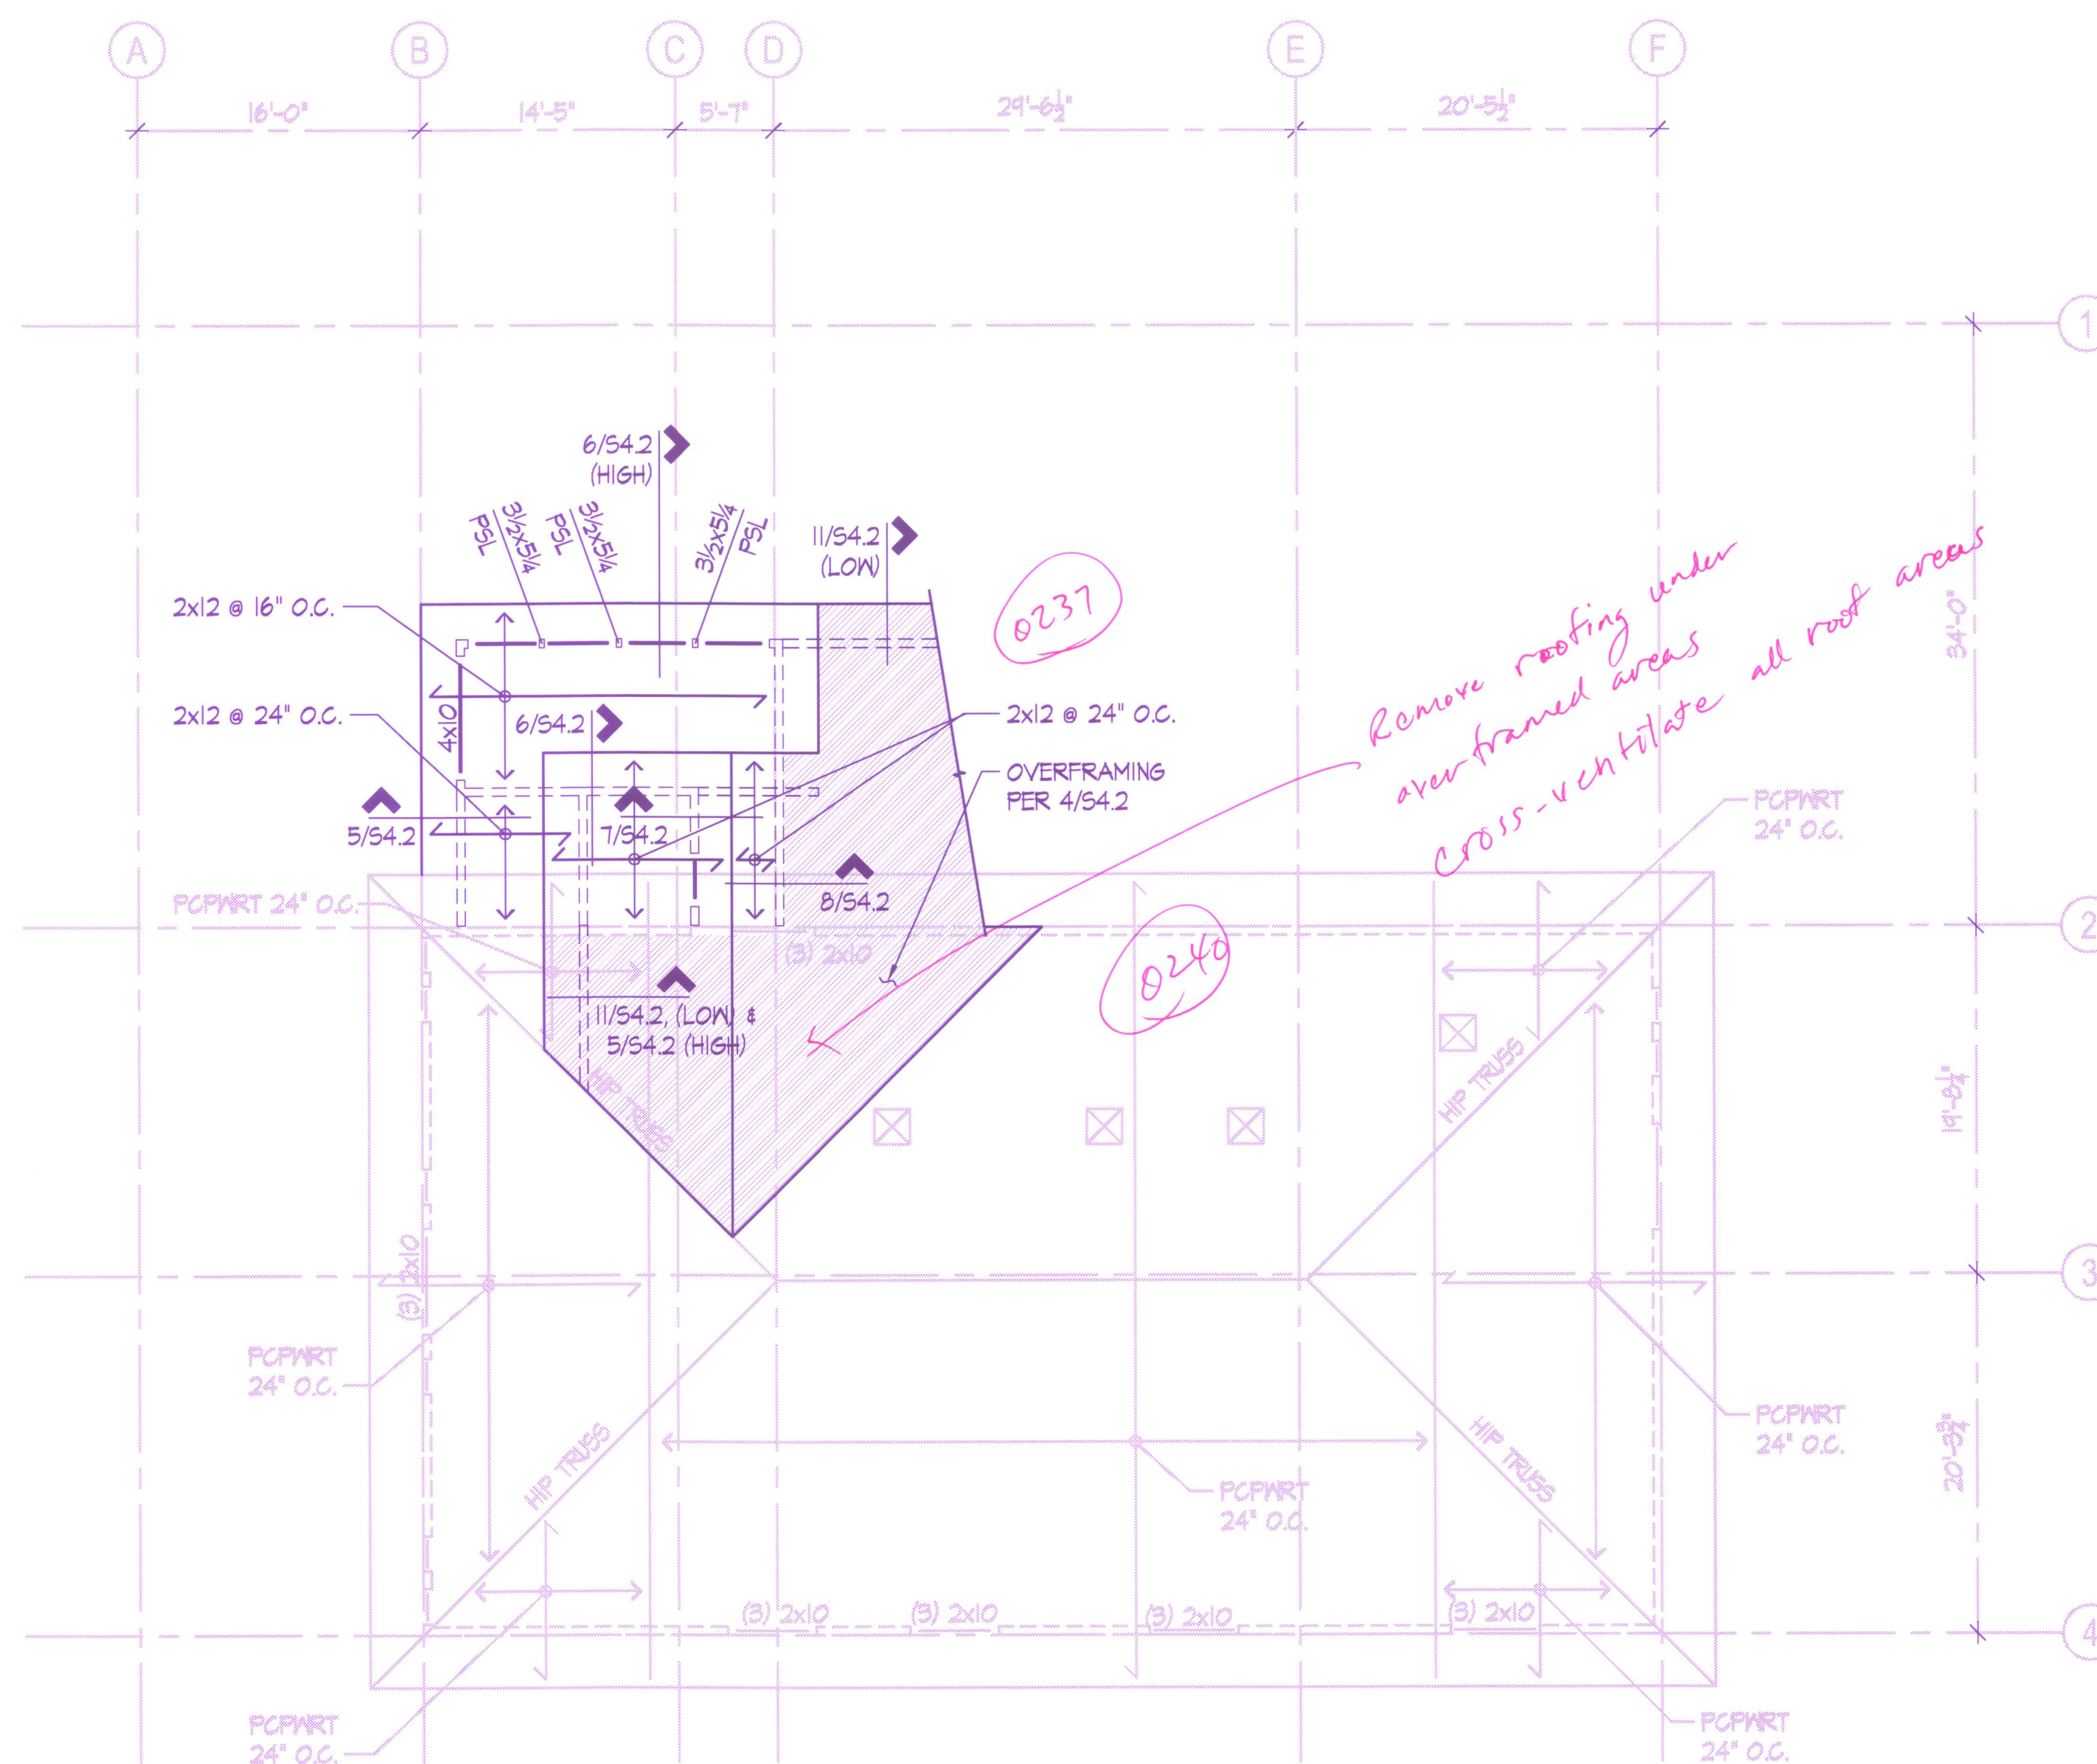 A
B
C
D
E
F
16'-0"
14'-5"
5'-7"
29'-6½"
20'-5½"
1
6/S4.2
(HIGH)
3½x5¼
PSL
3½x5¼
PSL
3½x5¼
PSL
11/S4.2
(LOW)
0237
Remove roofing under
overframed areas
cross-ventilate all roof areas
34'-0"
2x12 @ 16" O.C.
2x12 @ 24" O.C.
4x10
6/S4.2
2x12 @ 24" O.C.
OVERFRAMING
PER 4/S4.2
5/S4.2
7/S4.2
8/S4.2
PCPWRT
24" O.C.
PCPWRT 24" O.C.
(3) 2x10
0240
2
11/S4.2, (LOW) &
5/S4.2 (HIGH)
HIP TRUSS
HIP TRUSS
19'-8¼"
(3) 2x10
3
PCPWRT
24" O.C.
HIP TRUSS
HIP TRUSS
PCPWRT
24" O.C.
PCPWRT
24" O.C.
(3) 2x10
(3) 2x10
(3) 2x10
(3) 2x10
4
PCPWRT
24" O.C.
PCPWRT
24" O.C.